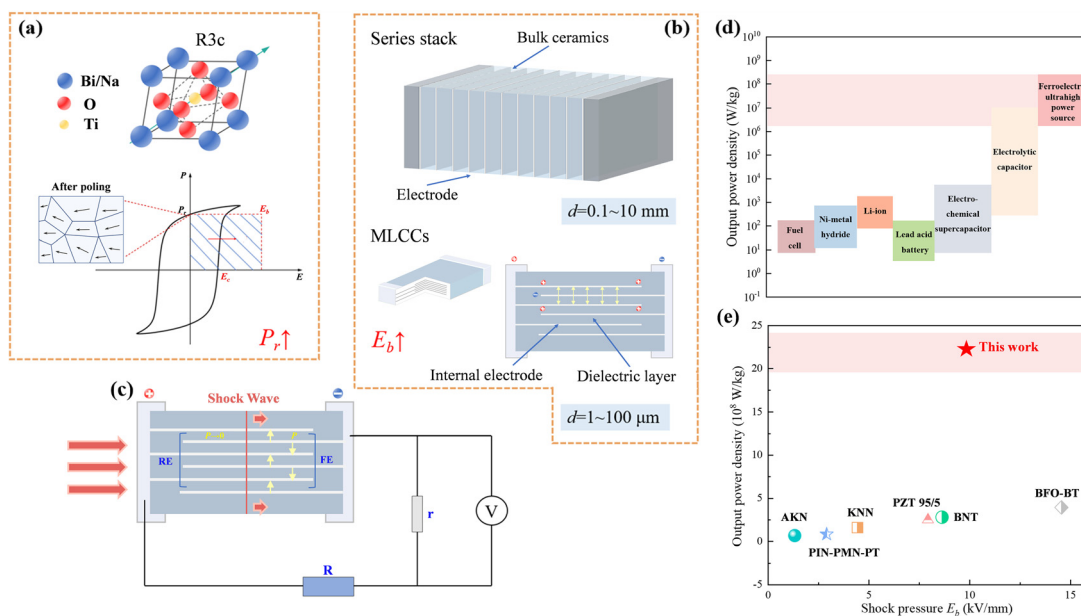 (a)
R3c
Bi/Na
O
Ti
After poling
P
Pr
Eb
Ec
E
Pr↑
(b)
Series stack
Bulk ceramics
Electrode
d=0.1~10 mm
MLCCs
Eb↑
Internal electrode
Dielectric layer
d=1~100 μm
(c)
Shock Wave
P
RE
FE
r
V
R
(d)
Output power density (W/kg)
10^10
10^9
10^8
10^7
10^6
10^5
10^4
10^3
10^2
10^1
10^0
10^-1
Fuel
cell
Ni-metal
hydride
Li-ion
Lead acid
battery
Electro-
chemical
supercapacitor
Electrolytic
capacitor
ultrahigh
power
source
(e)
Output power density (10^8 W/kg)
25
20
15
10
5
0
-5
This work
AKN
PIN-PMN-PT
KNN
PZT 95/5
BNT
BFO-BT
0
5
10
15
Shock pressure Eb (kV/mm)